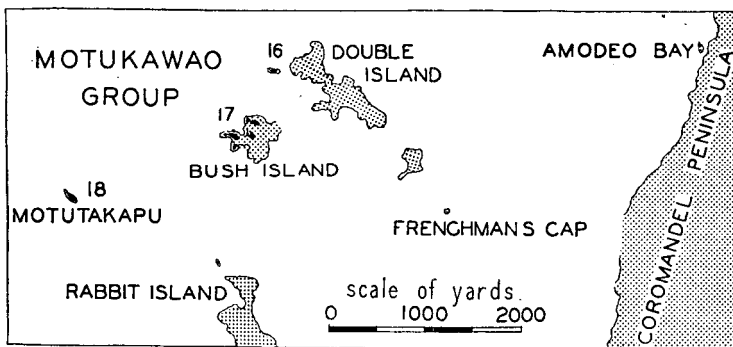 16
DOUBLE
ISLAND
AMODEO BAY
MOTUKAWAO
GROUP
17
BUSH ISLAND
COROMANDEL PENINSULA
18
MOTUTAKAPU
FRENCHMANS CAP
RABBIT ISLAND
scale of yards.
0 1000 2000